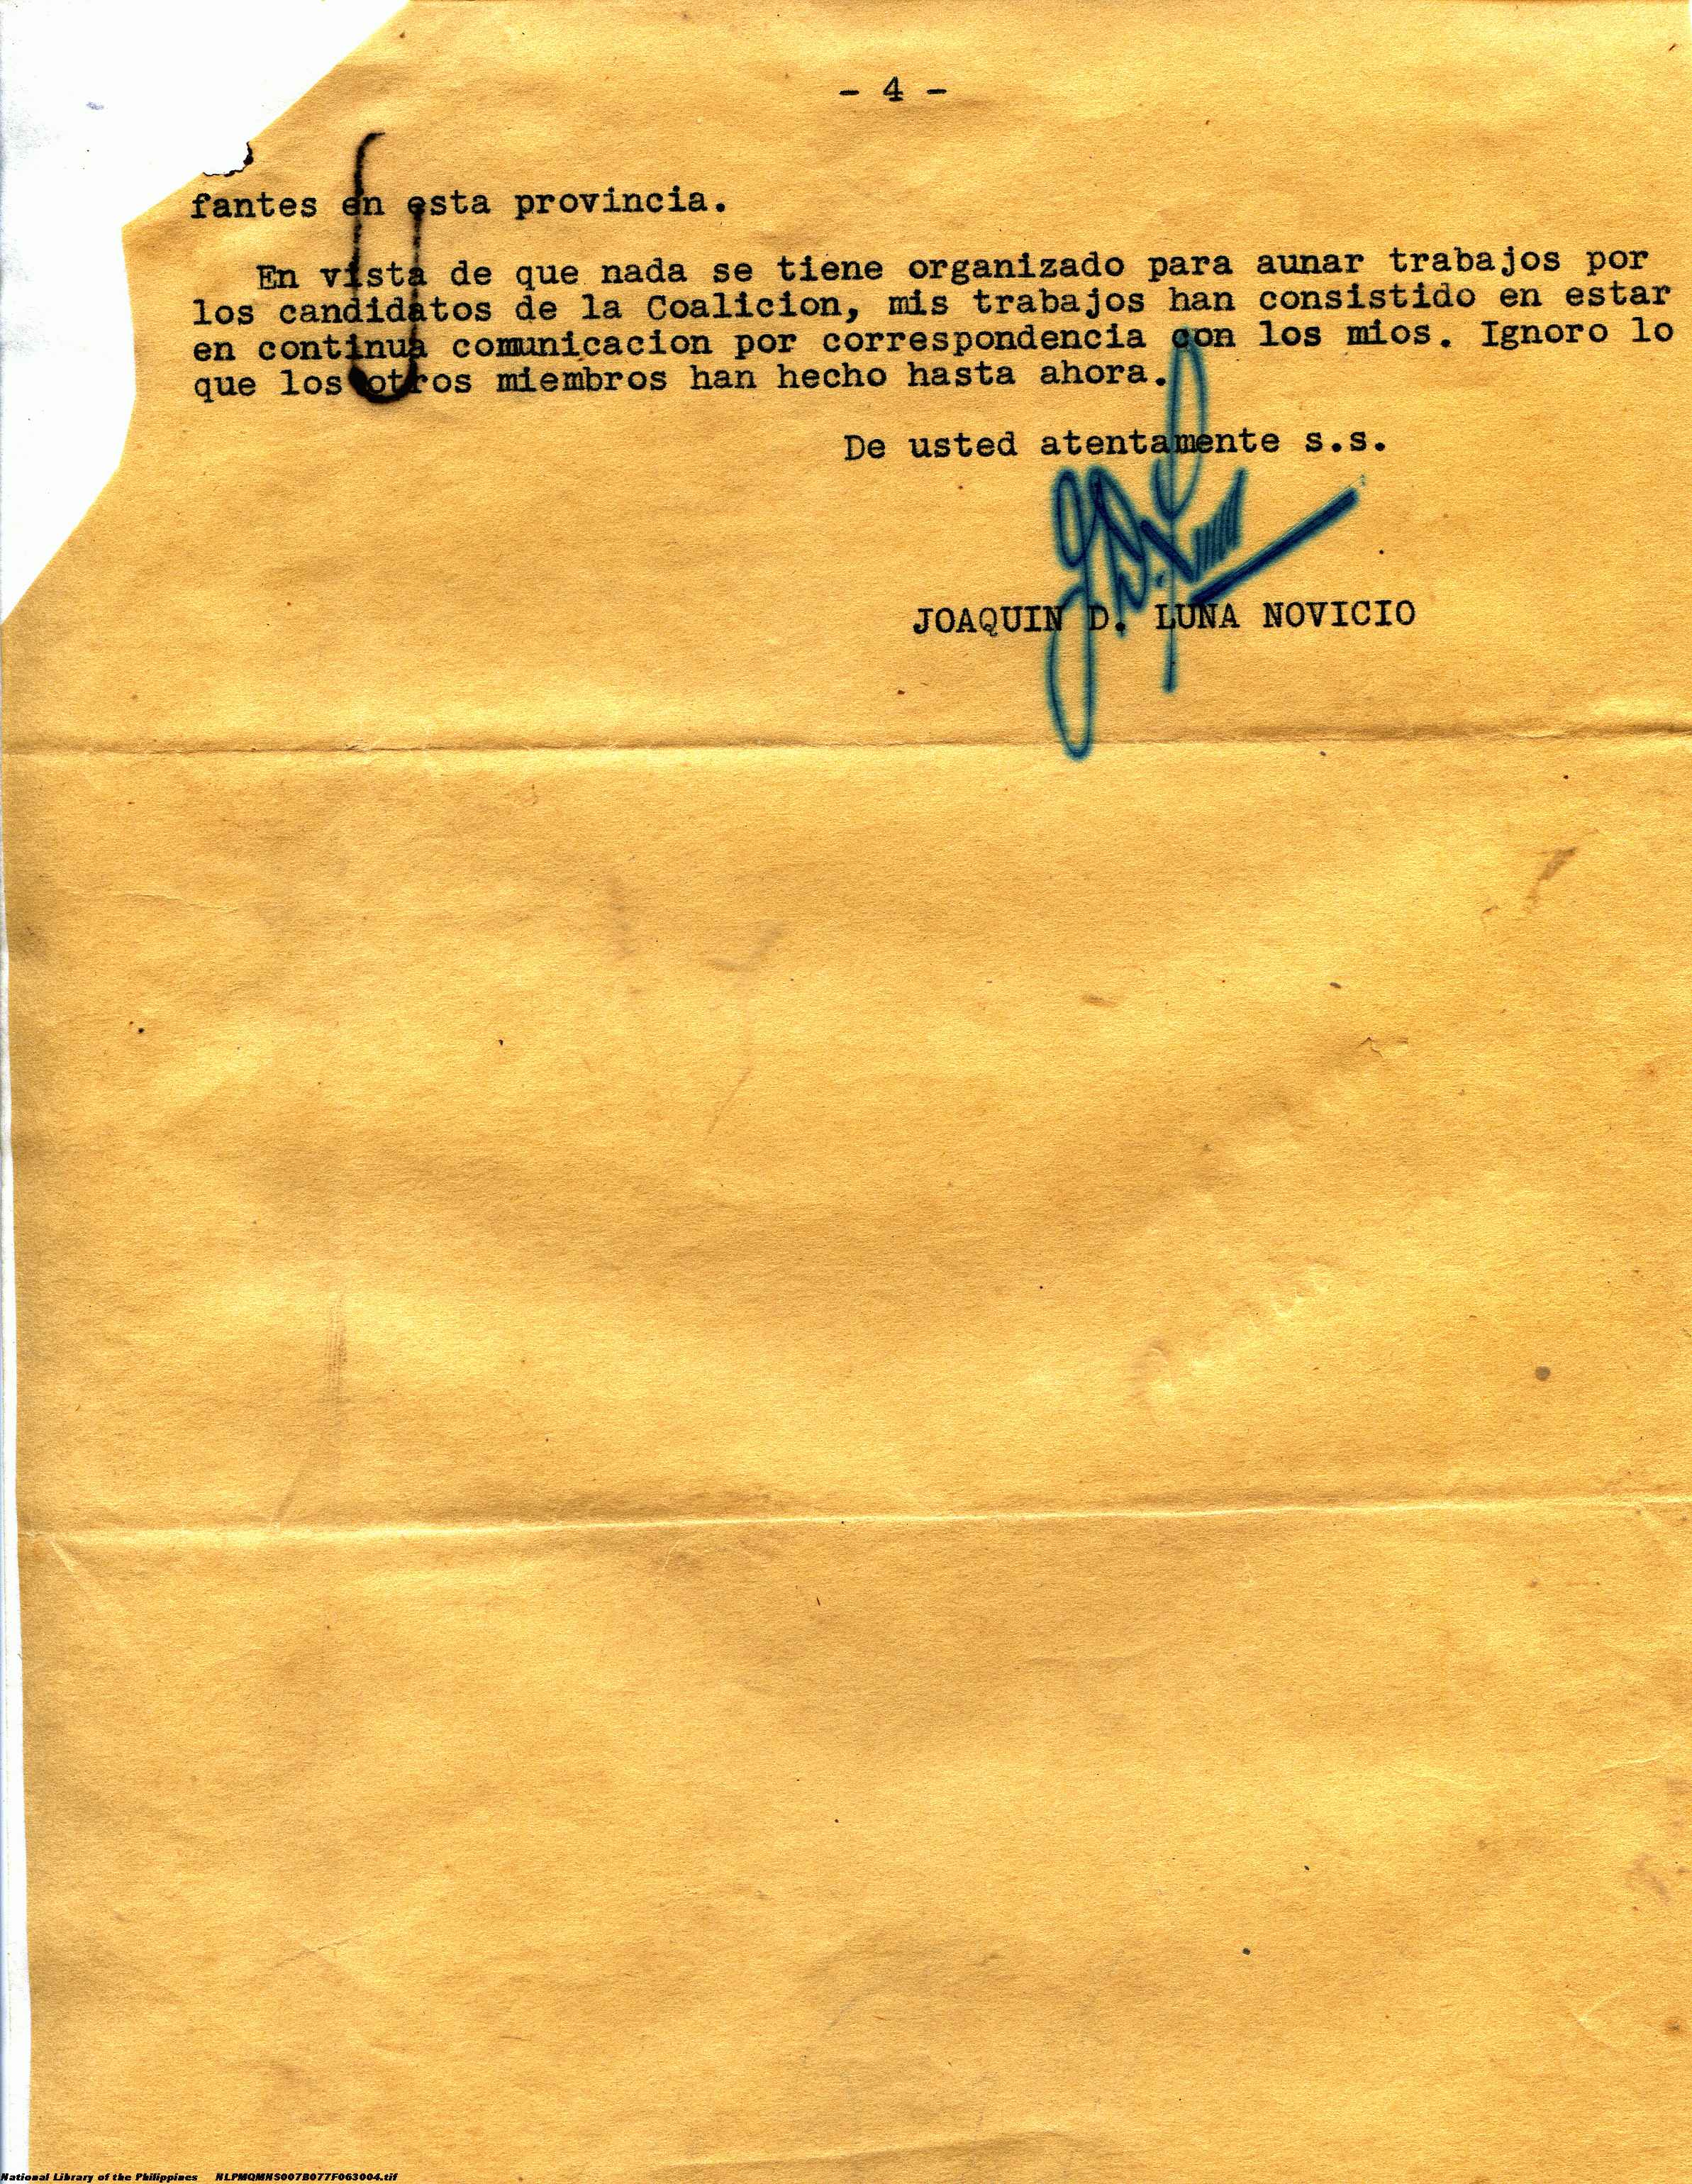 - 4 -
fantes en esta provincia.
En vista de que nada se tiene organizado para aunar trabajos por
los candidatos de la Coalicion, mis trabajos han consistido en estar
en continua comunicacion por correspondencia con los mios. Ignoro lo
que los otros miembros han hecho hasta ahora.
De usted atentamente s.s.
JOAQUIN D. LUNA NOVICIO
National Library of the Philippines NLPMQMNS007B077F063004.tif